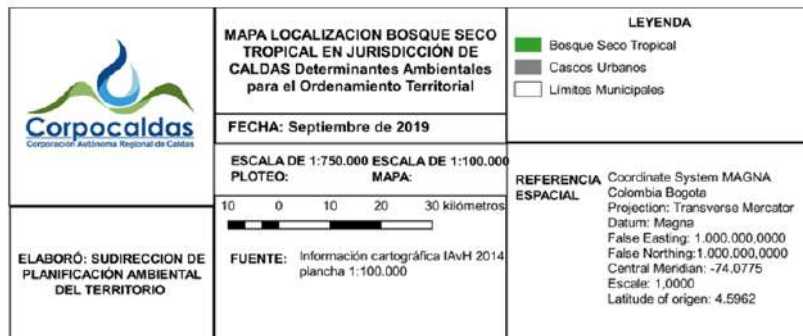 Corpocaldas
Corporación Autónoma Regional de Caldas
ELABORÓ: SUDIRECCION DE
PLANIFICACIÓN AMBIENTAL
DEL TERRITORIO
MAPA LOCALIZACION BOSQUE SECO
TROPICAL EN JURISDICCIÓN DE
CALDAS Determinantes Ambientales
para el Ordenamiento Territorial
FECHA: Septiembre de 2019
ESCALA DE 1:750.000 ESCALA DE 1:100.000
PLOTEO: MAPA:
10 0 10 20 30 kilómetros
FUENTE: Información cartográfica IAvH 2014
plancha 1:100.000
LEYENDA
Bosque Seco Tropical
Cascos Urbanos
Límites Municipales
REFERENCIA Coordinate System MAGNA
ESPACIAL Colombia Bogota
Projection: Transverse Mercator
Datum: Magna
False Easting: 1.000.000,0000
False Northing:1.000.000,0000
Central Meridian: -74.0775
Escale: 1,0000
Latitude of origen: 4.5962